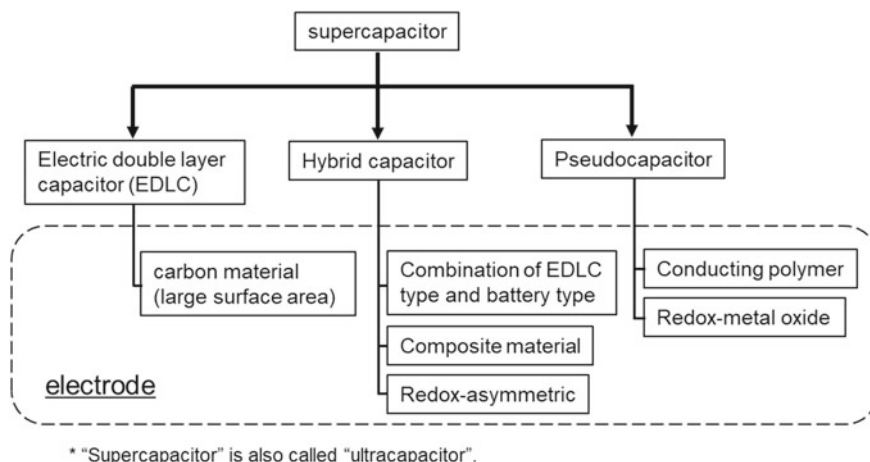 supercapacitor
Electric double layer
capacitor (EDLC)
Hybrid capacitor
Pseudocapacitor
carbon material
(large surface area)
Combination of EDLC
type and battery type
Composite material
Redox-asymmetric
Conducting polymer
Redox-metal oxide
electrode
* “Supercapacitor” is also called “ultracapacitor”.